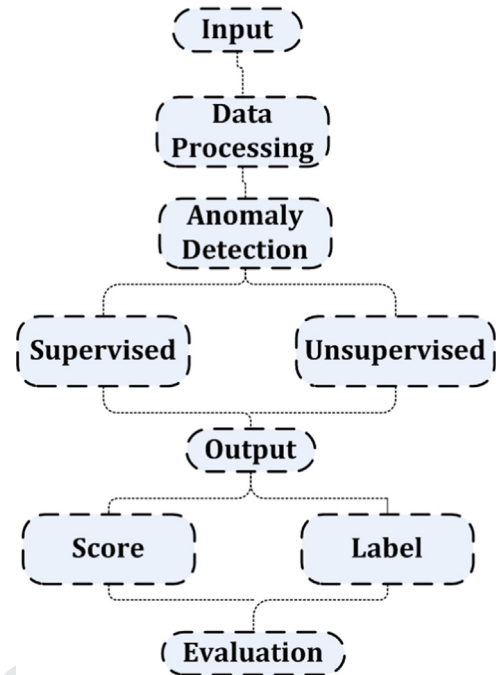 Input
Data
Processing
Anomaly
Detection
Supervised
Unsupervised
Output
Score
Label
Evaluation